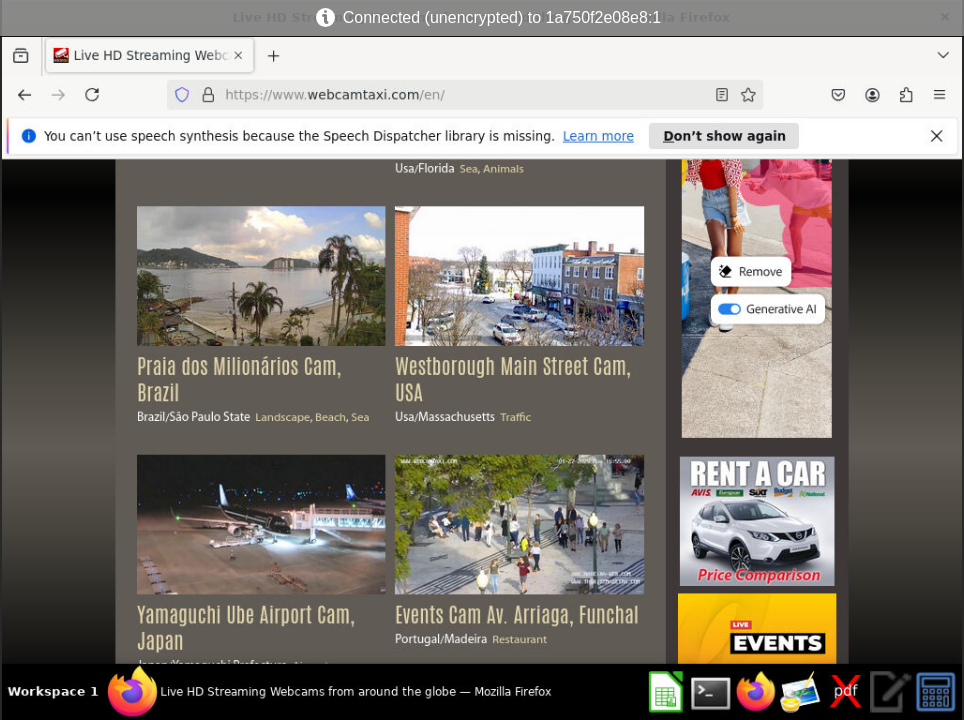 Connected (unencrypted) to 1a750f2e08e8:1
Live HD Streaming Webc
https://www.webcamtaxi.com/en/
You can't use speech synthesis because the Speech Dispatcher library is missing. Learn more Don't show again
Usa/Florida Sea, Animals
Remove
Generative AI
Praia dos Milionários Cam, Brazil
Brazil/São Paulo State Landscape, Beach, Sea
Westborough Main Street Cam, USA
Usa/Massachusetts Traffic
RENT A CAR
AVIS Europcar SIXT Budget National
Price Comparison
WWW.WEBCAMTAXI.COM
Yamaguchi Ube Airport Cam, Japan
Events Cam Av. Arriaga, Funchal
Portugal/Madeira Restaurant
LIVE
EVENTS
Workspace 1
Live HD Streaming Webcams from around the globe — Mozilla Firefox
pdf